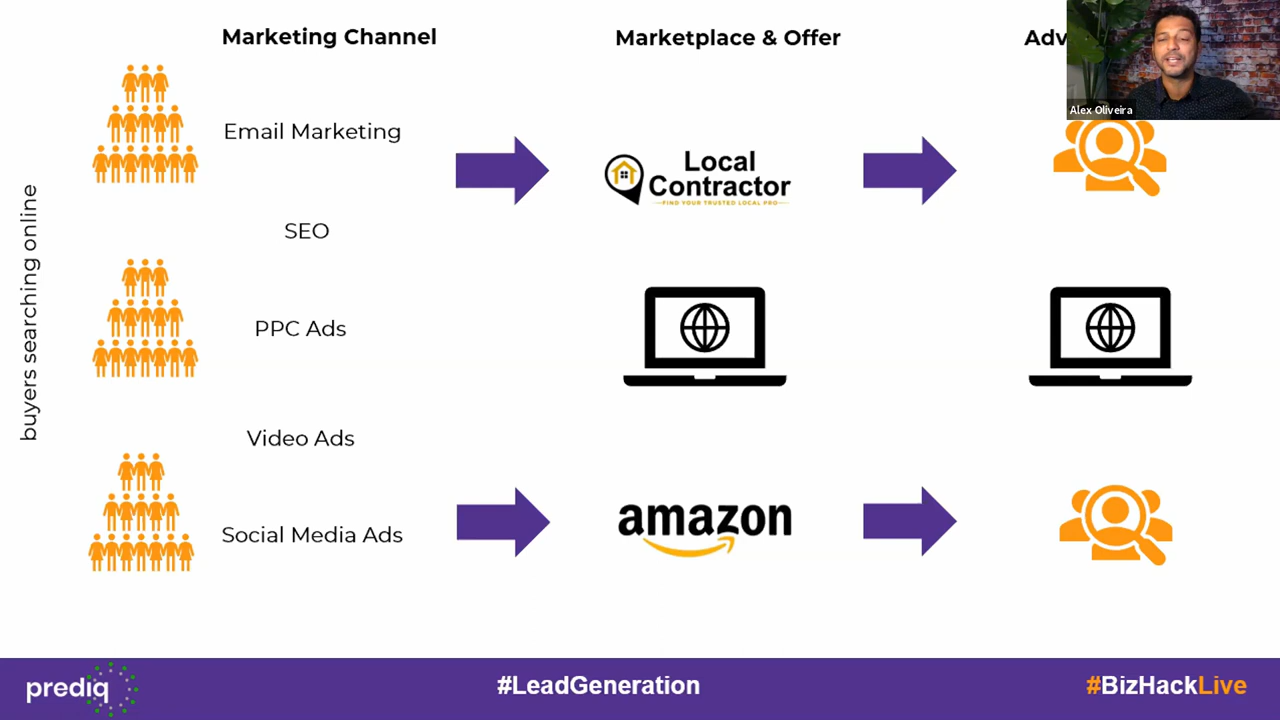 Marketing Channel
Marketplace & Offer
Alex Oliveira
buyers searching online
Email Marketing
SEO
PPC Ads
Video Ads
Social Media Ads
Local
Contractor
FIND YOUR TRUSTED LOCAL PRO
amazon
prediq
#LeadGeneration
#BizHackLive